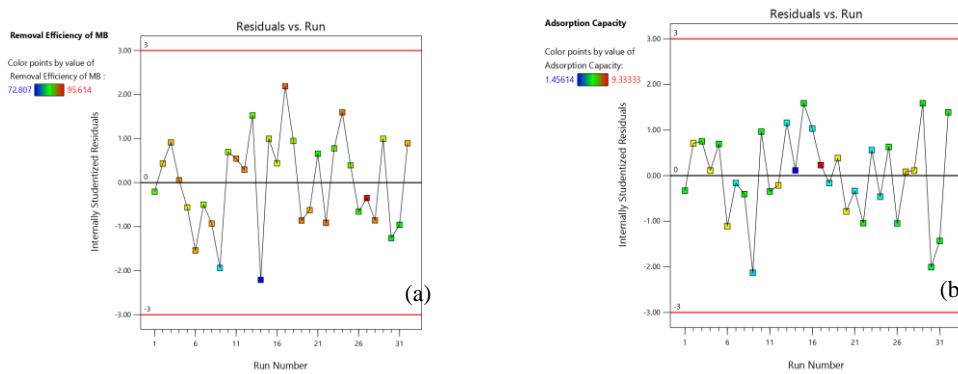 Removal Efficiency of MB
Color points by value of
Removal Efficiency of MB :
72.807 95.614
Residuals vs. Run
Internally Studentized Residuals
3.00
2.00
1.00
0.00
-1.00
-2.00
-3.00
3
0
-3
(a)
1 6 11 16 21 26 31
Run Number
Adsorption Capacity
Color points by value of
Adsorption Capacity:
1.45614 9.33333
Residuals vs. Run
Internally Studentized Residuals
3.00
2.00
1.00
0.00
-1.00
-2.00
-3.00
3
0
-3
(b
1 6 11 16 21 26 31
Run Number